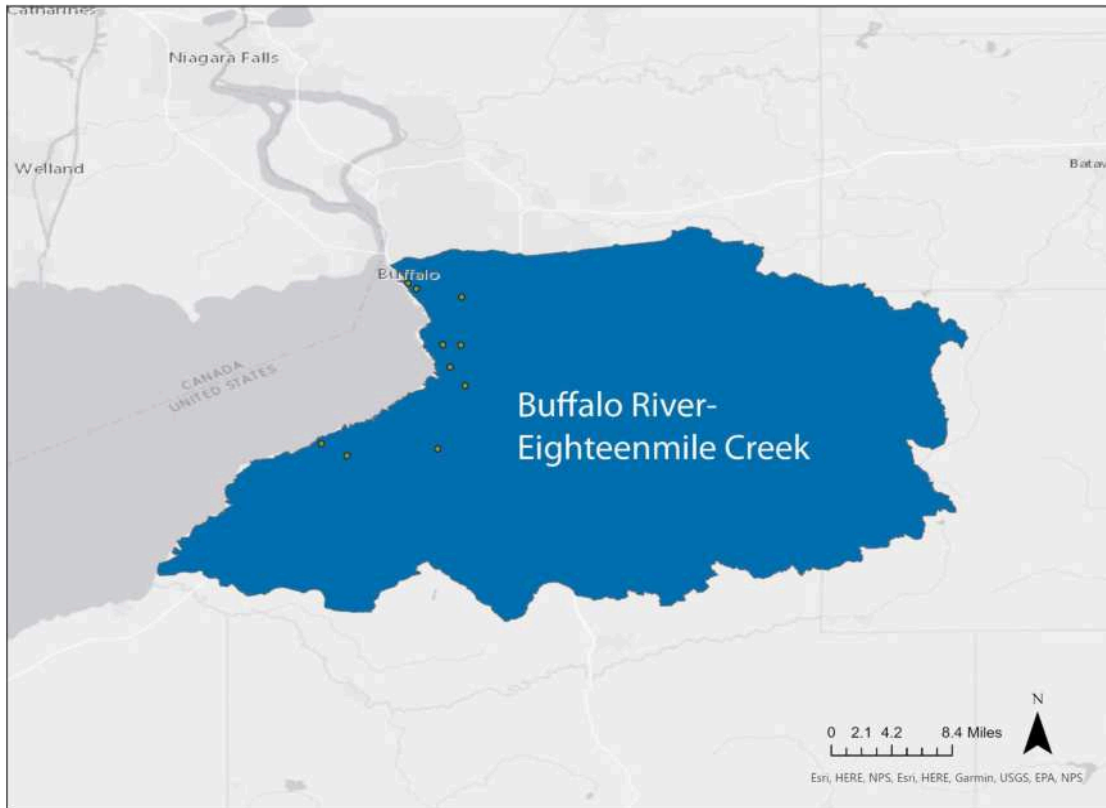 Catharines
Niagara Falls
Welland
Batav
Buffalo
CANADA
UNITED STATES
Buffalo River-
Eighteenmile Creek
N
0 2.1 4.2 8.4 Miles
Esri, HERE, NPS, Esri, HERE, Garmin, USGS, EPA, NPS